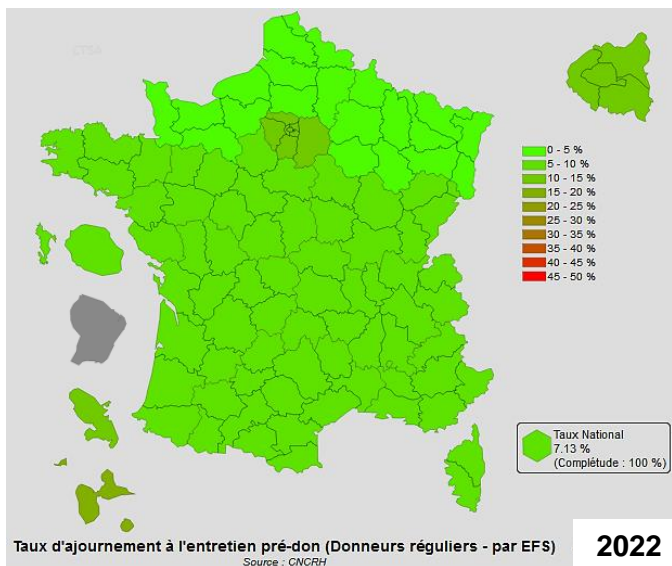 CTSA
0 - 5 %
5 - 10 %
10 - 15 %
15 - 20 %
20 - 25 %
25 - 30 %
30 - 35 %
35 - 40 %
40 - 45 %
45 - 50 %
Taux National
7.13 %
(Complétude : 100 %)
Taux d'ajournement à l'entretien pré-don (Donneurs réguliers - par EFS)
Source : CNCRH
2022